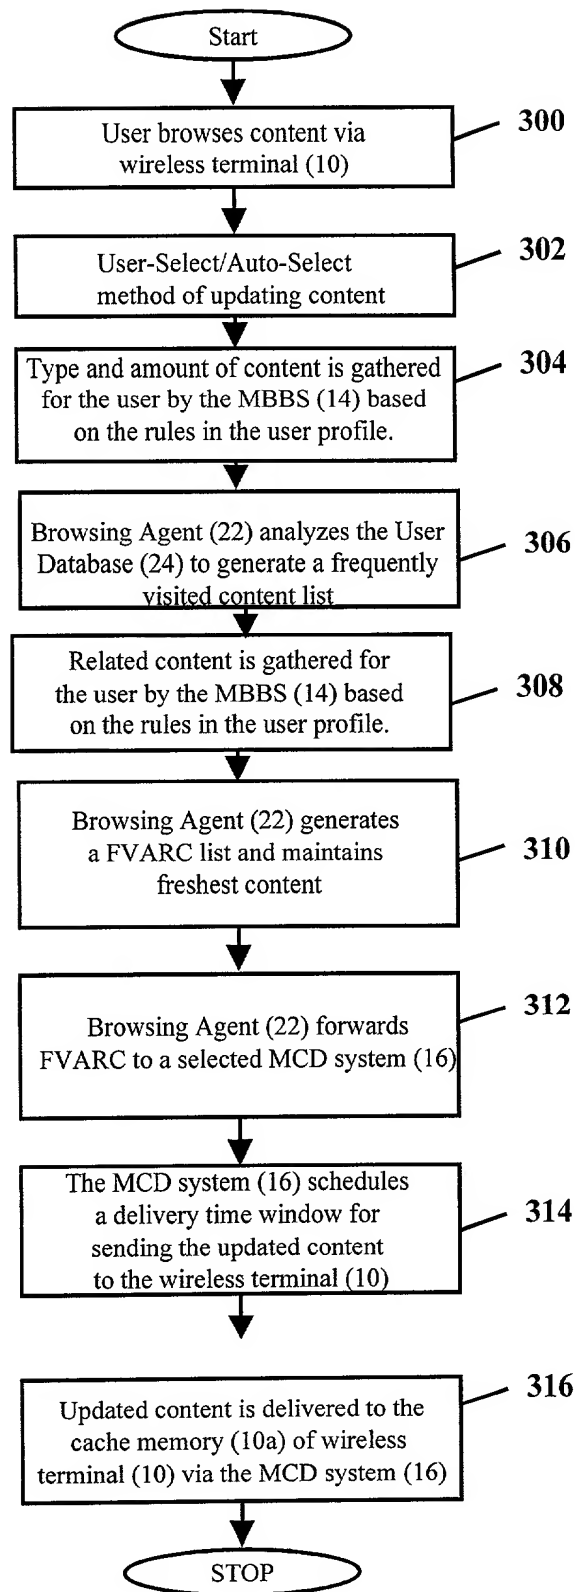 Start
User browses content via
wireless terminal (10)
300
User-Select/Auto-Select
method of updating content
302
Type and amount of content is gathered
for the user by the MBBS (14) based
on the rules in the user profile.
304
Browsing Agent (22) analyzes the User
Database (24) to generate a frequently
visited content list
306
Related content is gathered for
the user by the MBBS (14) based
on the rules in the user profile.
308
Browsing Agent (22) generates
a FVARC list and maintains
freshest content
310
Browsing Agent (22) forwards
FVARC to a selected MCD system (16)
312
The MCD system (16) schedules
a delivery time window for
sending the updated content
to the wireless terminal (10)
314
Updated content is delivered to the
cache memory (10a) of wireless
terminal (10) via the MCD system (16)
316
STOP